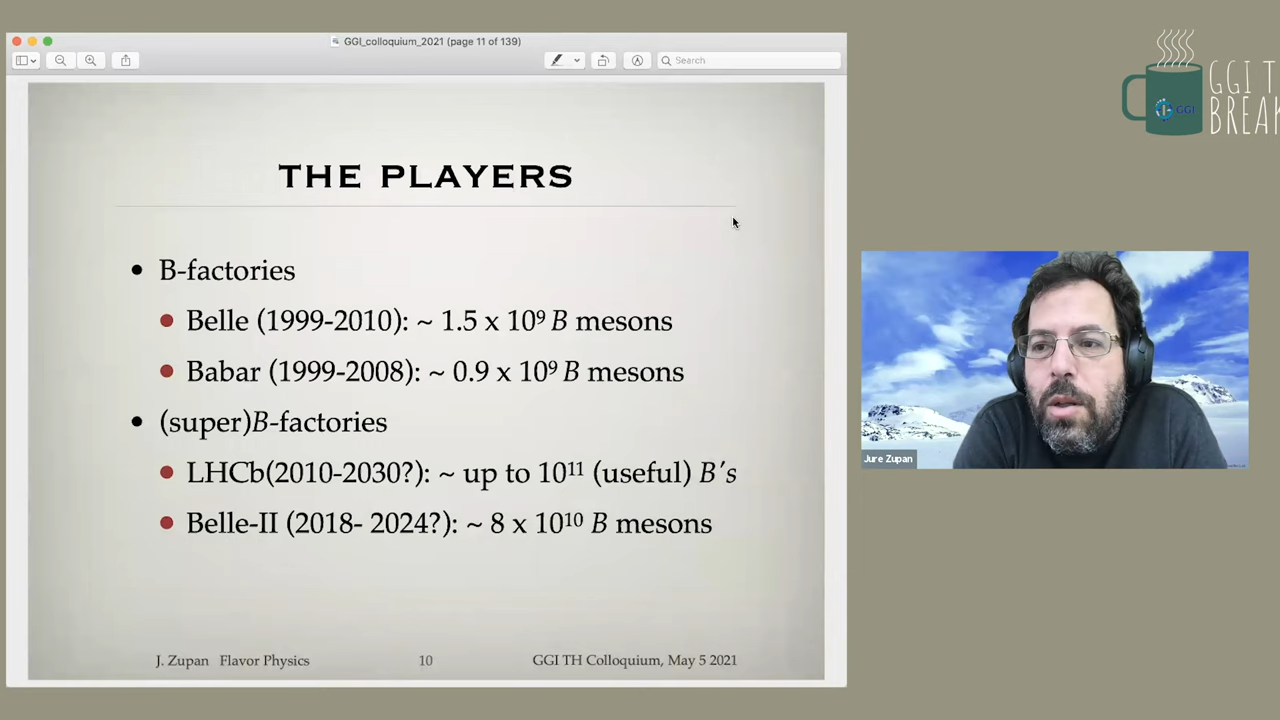 GGI_colloquium_2021 (page 11 of 139)
Search
THE PLAYERS
• B-factories
• Belle (1999-2010): ~ 1.5 x 10⁹ B mesons
• Babar (1999-2008): ~ 0.9 x 10⁹ B mesons
• (super)B-factories
• LHCb(2010-2030?): ~ up to 10¹¹ (useful) B's
• Belle-II (2018- 2024?): ~ 8 x 10¹⁰ B mesons
J. Zupan Flavor Physics 10 GGI TH Colloquium, May 5 2021
GGI
GGI T
BREAK
Jure Zupan